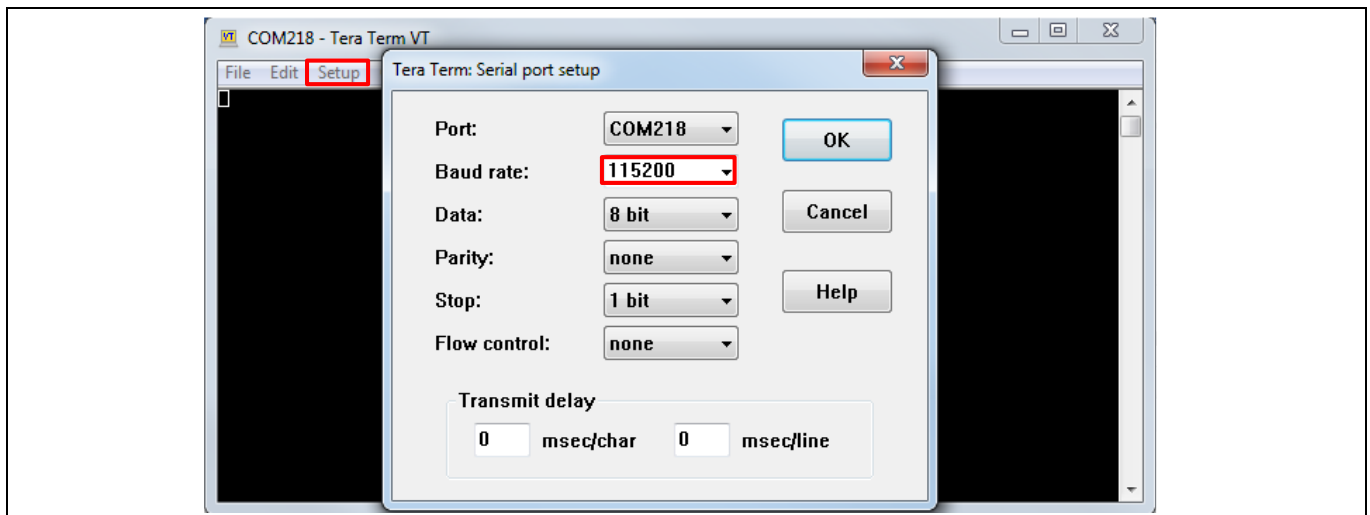 VT COM218 - Tera Term VT
File Edit Setup
Tera Term: Serial port setup
Port: COM218
OK
Baud rate: 115200
Data: 8 bit
Cancel
Parity: none
Stop: 1 bit
Help
Flow control: none
Transmit delay
0 msec/char 0 msec/line